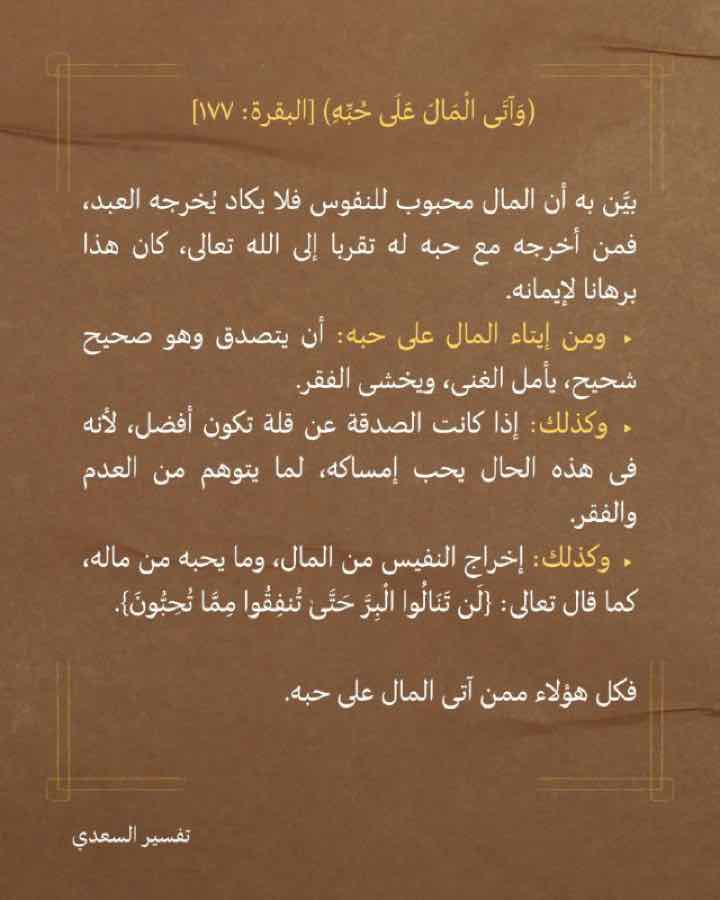 (وَآتَى الْمَالَ عَلَى حُبِّهِ) [البقرة: ١٧٧]
بيَّن به أن المال محبوب للنفوس فلا يكاد يُخرجه العبد،
فمن أخرجه مع حبه له تقربا إلى الله تعالى، كان هذا
برهانا لإيمانه.
‣ ومن إيتاء المال على حبه: أن يتصدق وهو صحيح
شحيح، يأمل الغنى، ويخشى الفقر.
‣ وكذلك: إذا كانت الصدقة عن قلة تكون أفضل، لأنه
فى هذه الحال يحب إمساكه، لما يتوهم من العدم
والفقر.
‣ وكذلك: إخراج النفيس من المال، وما يحبه من ماله،
كما قال تعالى: {لَن تَنَالُوا الْبِرَّ حَتَّىٰ تُنفِقُوا مِمَّا تُحِبُّونَ}.
فكل هؤلاء ممن آتى المال على حبه.
تفسير السعدي